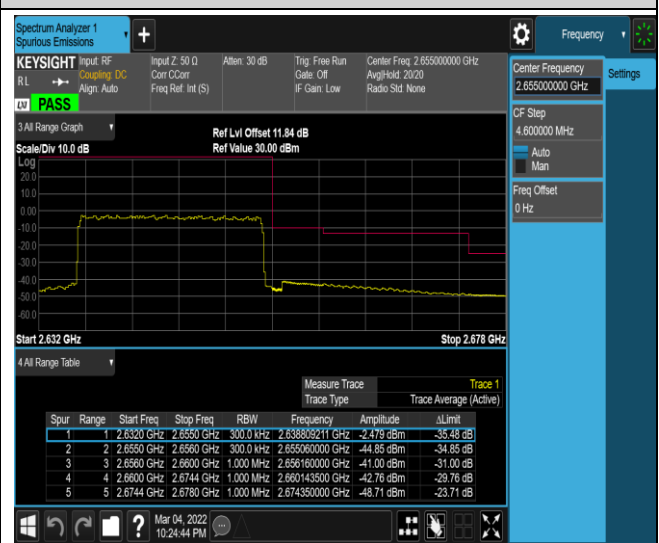 Spectrum Analyzer 1
Spurious Emissions
+
Frequency
KEYSIGHT
RL
Input: RF
Coupling: DC
Align: Auto
Input Z: 50 Ω
Corr CCorr
Freq Ref: Int (S)
Atten: 30 dB
Trig: Free Run
Gate: Off
IF Gain: Low
Center Freq: 2.655000000 GHz
Avg|Hold: 20/20
Radio Std: None
LXI PASS
Center Frequency
2.655000000 GHz
Settings
CF Step
4.600000 MHz
Auto
Man
Freq Offset
0 Hz
3 All Range Graph
Scale/Div 10.0 dB
Ref Lvl Offset 11.84 dB
Ref Value 30.00 dBm
Log
20.0
10.0
0.00
-10.0
-20.0
-30.0
-40.0
-50.0
-60.0
Start 2.632 GHz
Stop 2.678 GHz
4 All Range Table
Measure Trace Trace 1
Trace Type Trace Average (Active)
Spur Range Start Freq Stop Freq RBW Frequency Amplitude ΔLimit
1 1 2.6320 GHz 2.6550 GHz 300.0 kHz 2.638809211 GHz -2.479 dBm -35.48 dB
2 2 2.6550 GHz 2.6560 GHz 300.0 kHz 2.655060000 GHz -44.85 dBm -34.85 dB
3 3 2.6560 GHz 2.6600 GHz 1.000 MHz 2.656160000 GHz -41.00 dBm -31.00 dB
4 4 2.6600 GHz 2.6744 GHz 1.000 MHz 2.660143500 GHz -42.76 dBm -29.76 dB
5 5 2.6744 GHz 2.6780 GHz 1.000 MHz 2.674350000 GHz -48.71 dBm -23.71 dB
?
Mar 04, 2022
10:24:44 PM